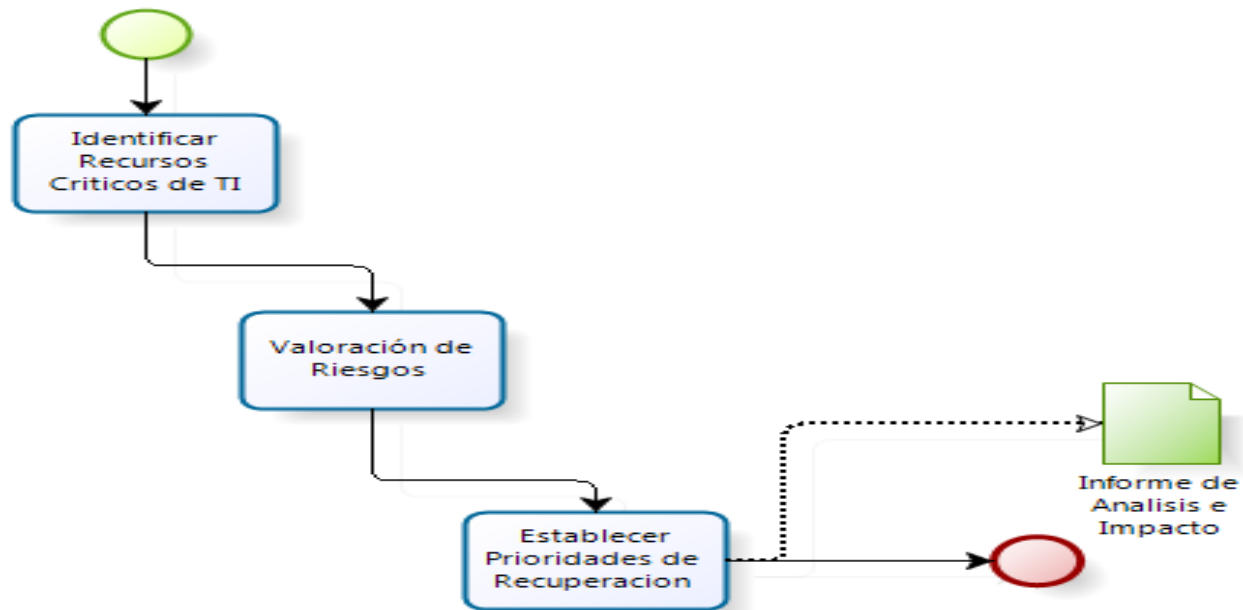 Identificar
Recursos
Criticos de TI
Valoración de
Riesgos
Establecer
Prioridades de
Recuperacion
Informe de
Analisis e
Impacto